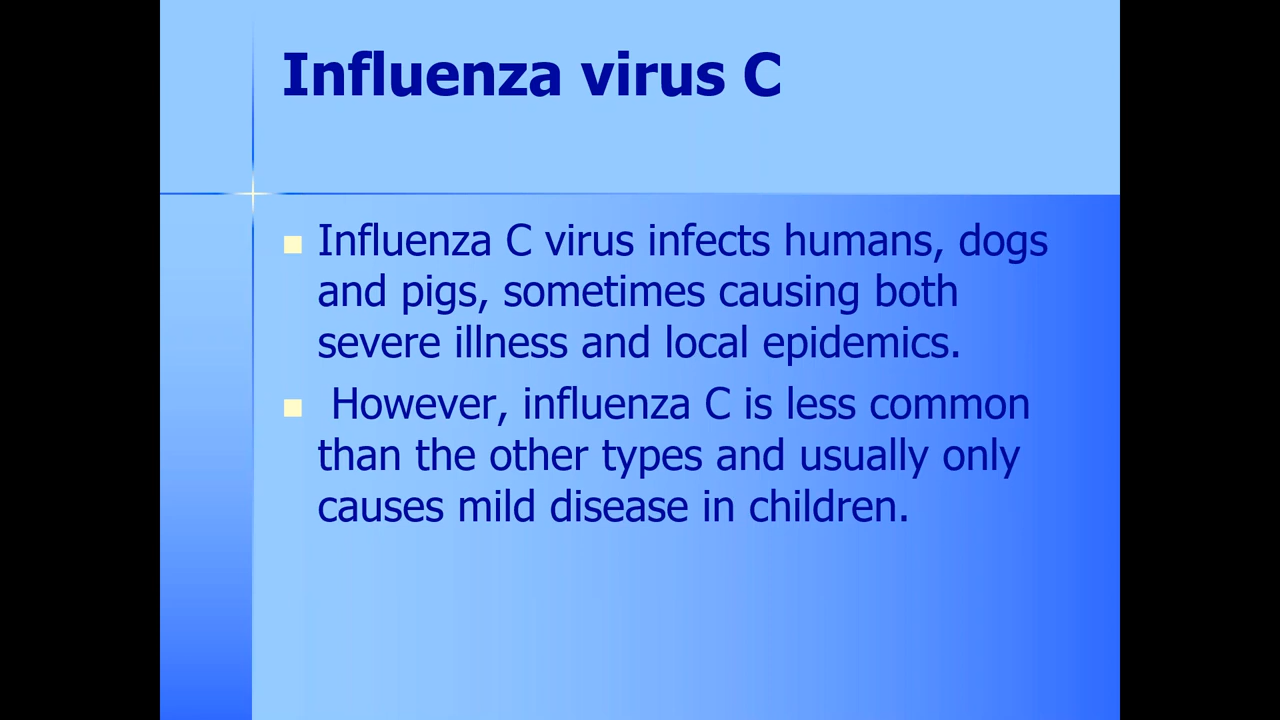 Influenza virus C
Influenza C virus infects humans, dogs
and pigs, sometimes causing both
severe illness and local epidemics.
However, influenza C is less common
than the other types and usually only
causes mild disease in children.